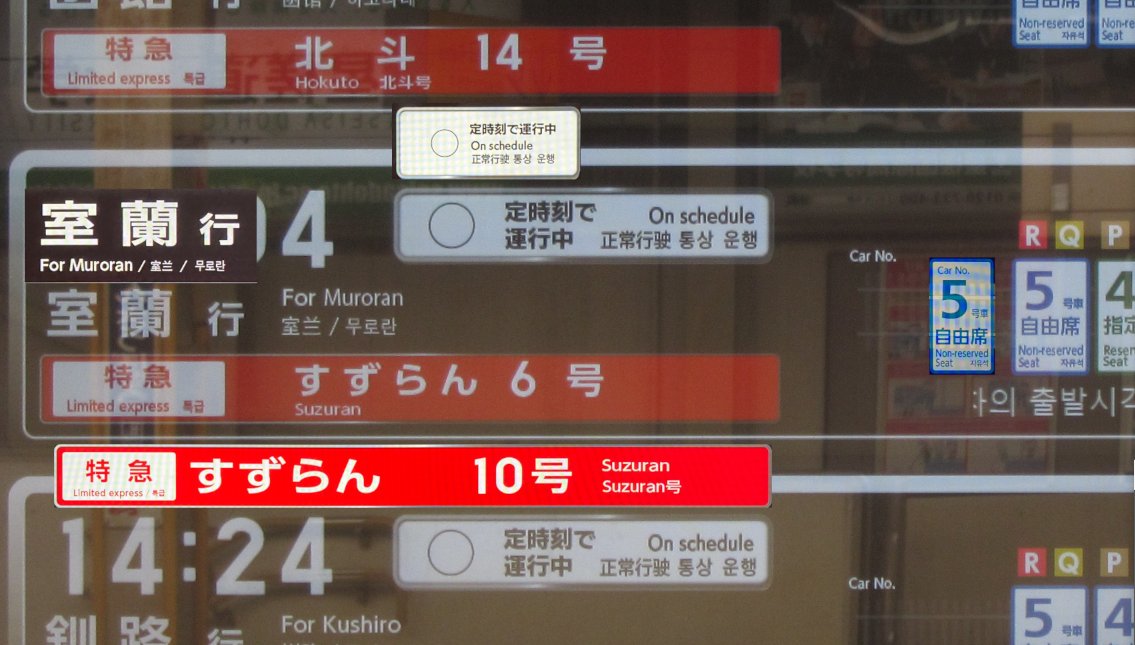 Non-reserved
Seat 자유석
特急
Limited express 특급
北斗 14 号
Hokuto 北斗号
定時刻で運行中
On schedule
正常行驶 통상 운행
室蘭 行
For Muroran / 室兰 / 무로란
4
定時刻で
運行中
On schedule
正常行驶 통상 운행
R Q P
Car No.
室蘭 行
For Muroran
室兰 / 무로란
Car No.
5 号車
自由席
Non-reserved
Seat 자유석
5 号車
自由席
Non-reserved
Seat 자유석
4
指定
Reser
Seat
特急
Limited express 특급
すずらん 6 号
Suzuran
의 출발시각
特急
Limited express / 특급
すずらん 10号
Suzuran
Suzuran号
14:24
定時刻で
運行中
On schedule
正常行驶 통상 운행
R Q P
Car No.
釧路 行
For Kushiro
5 号車
4